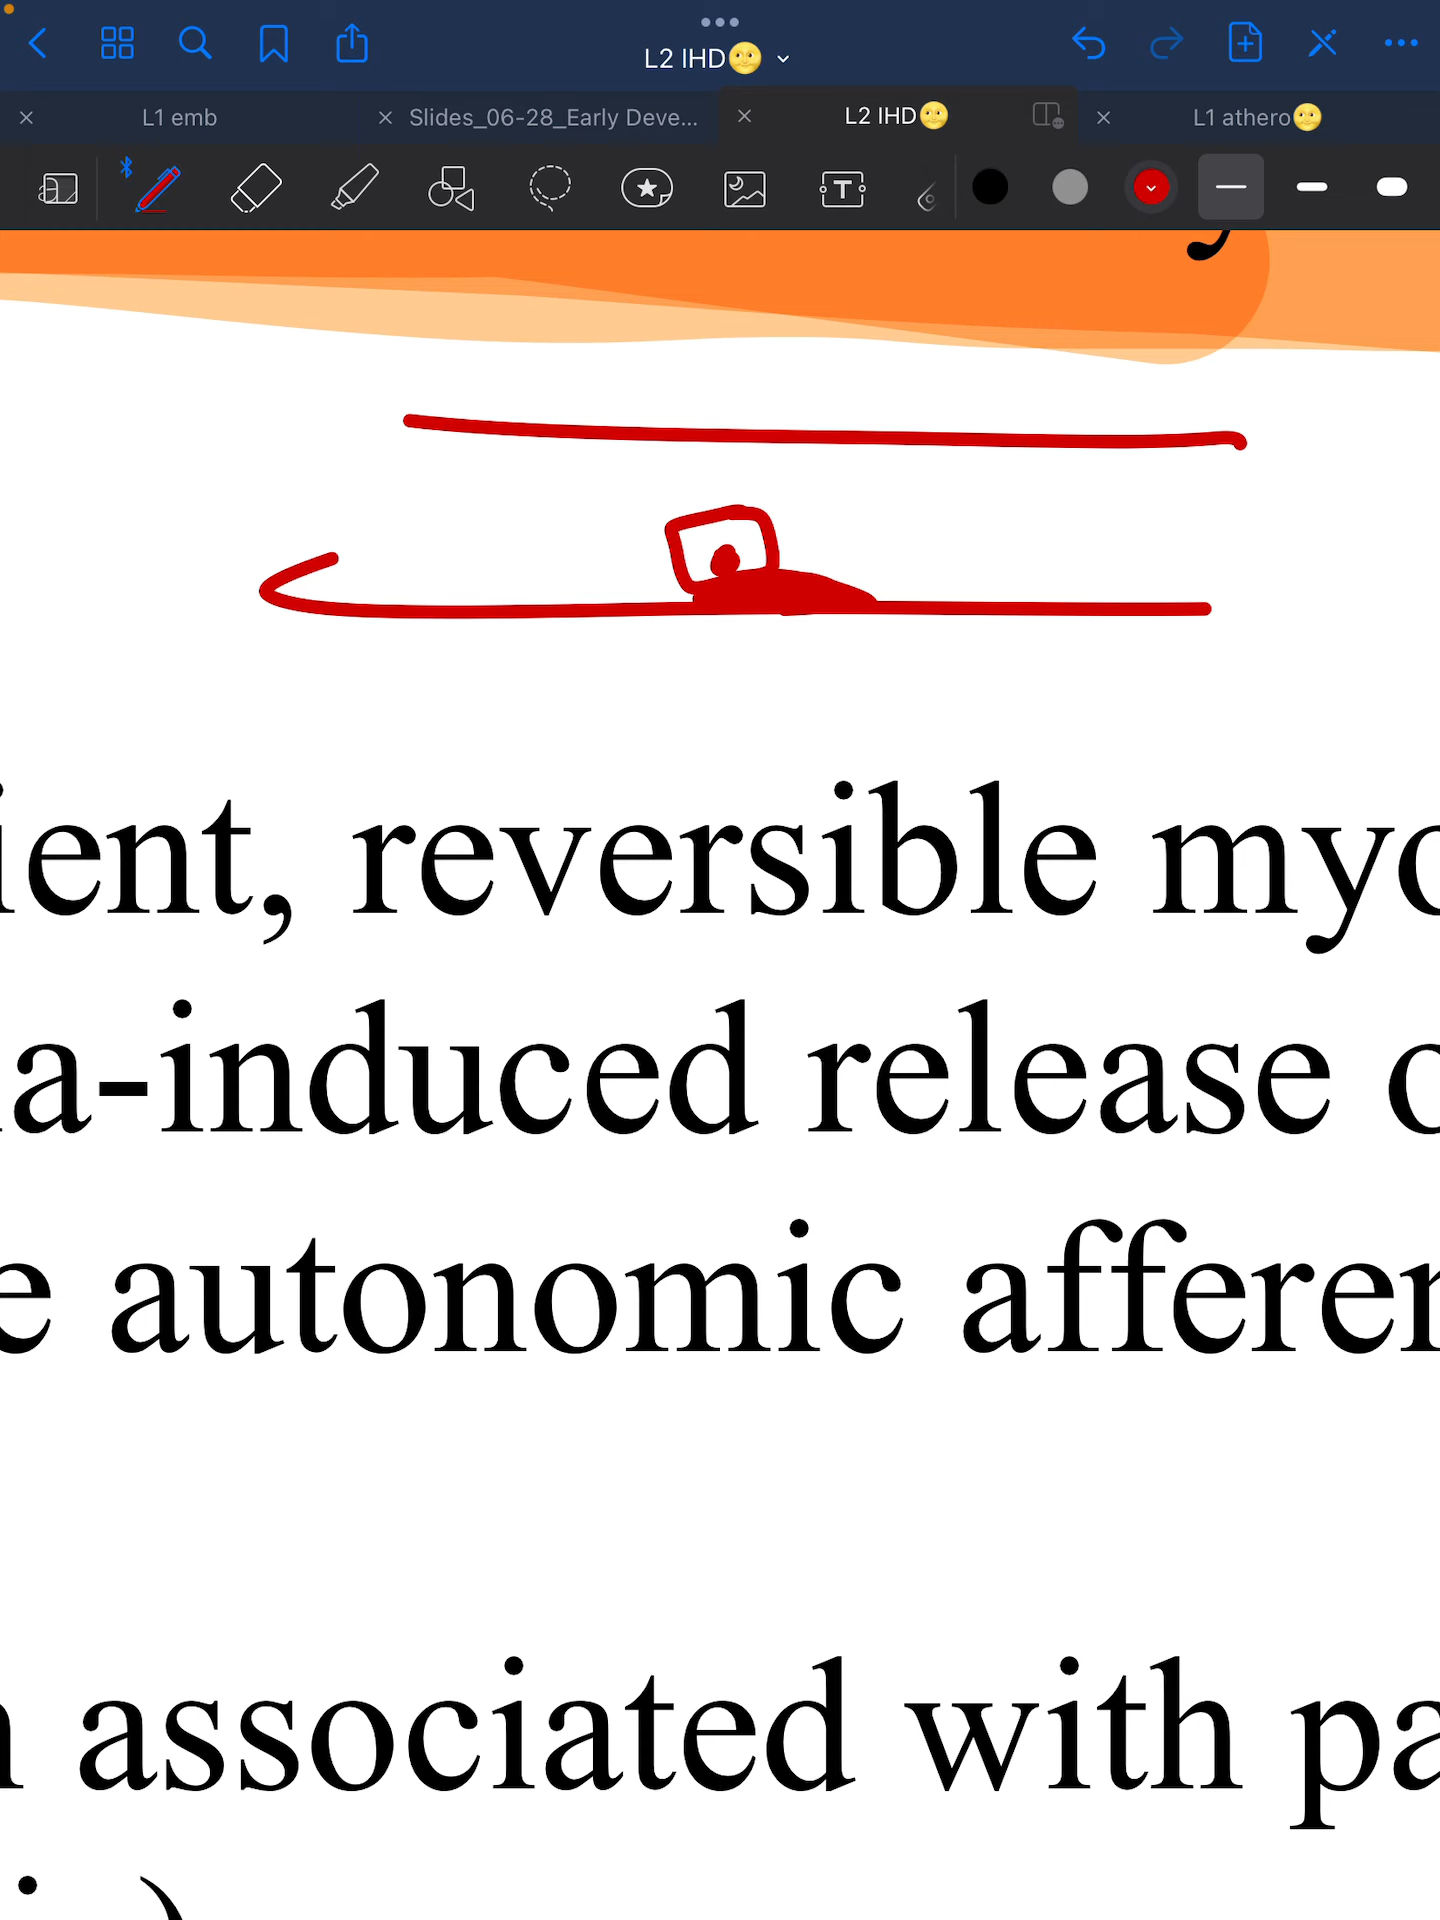 L2 IHD🌝
L1 emb
Slides_06-28_Early Deve...
L2 IHD🌝
L1 athero🌝
T
y
ient, reversible myo
a-induced release o
e autonomic afferen
n associated with pa
)